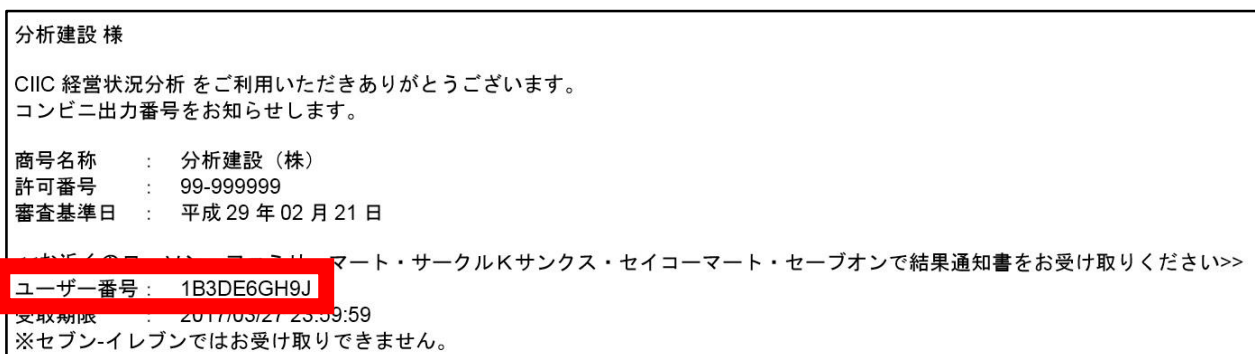 分析建設 様
CIIC 経営状況分析 をご利用いただきありがとうございます。
コンビニ出力番号をお知らせします。
商号名称 : 分析建設（株）
許可番号 : 99-999999
審査基準日 : 平成 29 年 02 月 21 日
マート・サークルＫサンクス・セイコーマート・セーブオンで結果通知書をお受け取りください>>
ユーザー番号 : 1B3DE6GH9J
受取期限 : 2017/03/27 23:59:59
※セブン-イレブンではお受け取りできません。